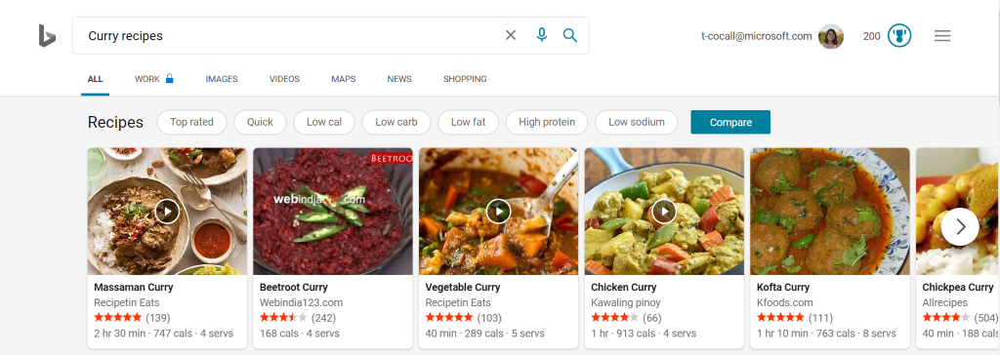 Curry recipes
t-cocall@microsoft.com
200
ALL WORK IMAGES VIDEOS MAPS NEWS SHOPPING
Recipes Top rated Quick Low cal Low carb Low fat High protein Low sodium Compare
BEETROO
webindia .com
Massaman Curry
Recipetin Eats
(139)
2 hr 30 min · 747 cals · 4 servs
Beetroot Curry
Webindia123.com
(242)
168 cals · 4 servs
Vegetable Curry
Recipetin Eats
(103)
40 min · 289 cals · 5 servs
Chicken Curry
Kawaling pinoy
(66)
1 hr · 913 cals · 4 servs
Kofta Curry
Kfoods.com
(111)
1 hr 10 min · 763 cals · 8 servs
Chickpea Curry
Allrecipes
(504)
40 min · 188 cals